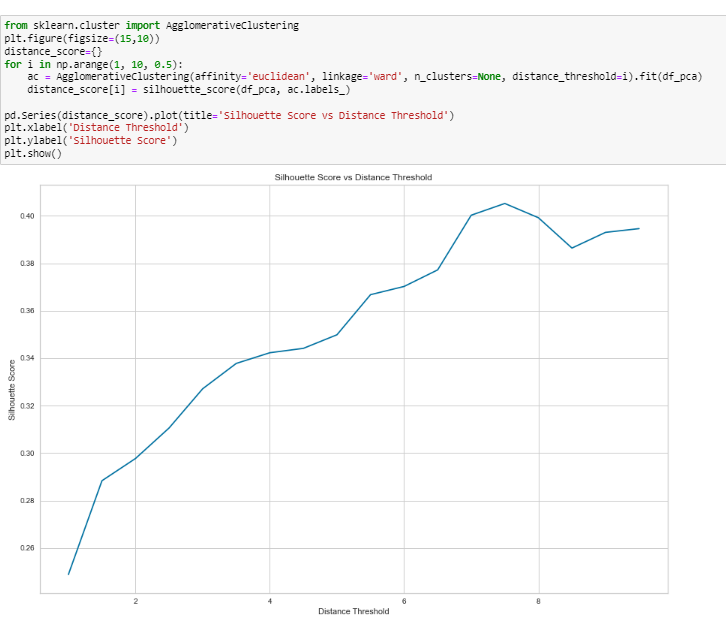 from sklearn.cluster import AgglomerativeClustering
plt.figure(figsize=(15,10))
distance_score={}
for i in np.arange(1, 10, 0.5):
    ac = AgglomerativeClustering(affinity='euclidean', linkage='ward', n_clusters=None, distance_threshold=i).fit(df_pca)
    distance_score[i] = silhouette_score(df_pca, ac.labels_)
pd.Series(distance_score).plot(title='Silhouette Score vs Distance Threshold')
plt.xlabel('Distance Threshold')
plt.ylabel('Silhouette Score')
plt.show()
Silhouette Score vs Distance Threshold
0.40
0.38
0.36
0.34
0.32
0.30
0.28
0.26
Silhouette Score
2 4 6 8
Distance Threshold